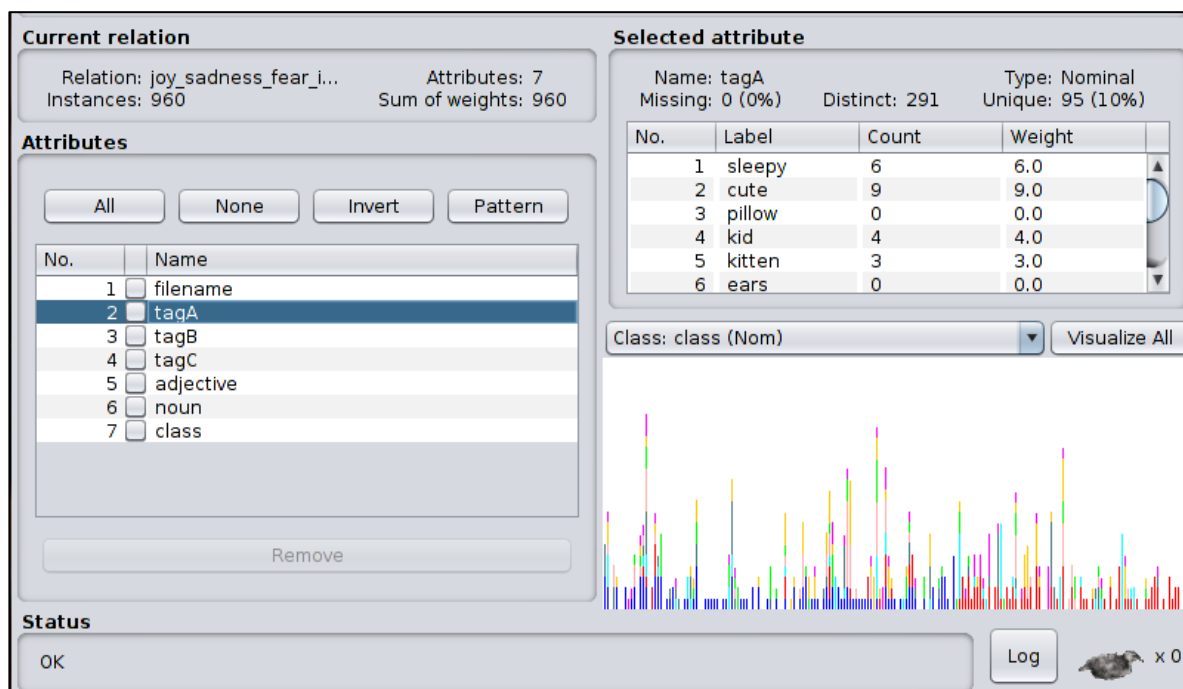 Current relation
Relation: joy_sadness_fear_i... Attributes: 7
Instances: 960 Sum of weights: 960
Attributes
All None Invert Pattern
No. Name
1 filename
2 tagA
3 tagB
4 tagC
5 adjective
6 noun
7 class
Remove
Selected attribute
Name: tagA Type: Nominal
Missing: 0 (0%) Distinct: 291 Unique: 95 (10%)
No. Label Count Weight
1 sleepy 6 6.0
2 cute 9 9.0
3 pillow 0 0.0
4 kid 4 4.0
5 kitten 3 3.0
6 ears 0 0.0
Class: class (Nom) Visualize All
Status
OK
Log x 0